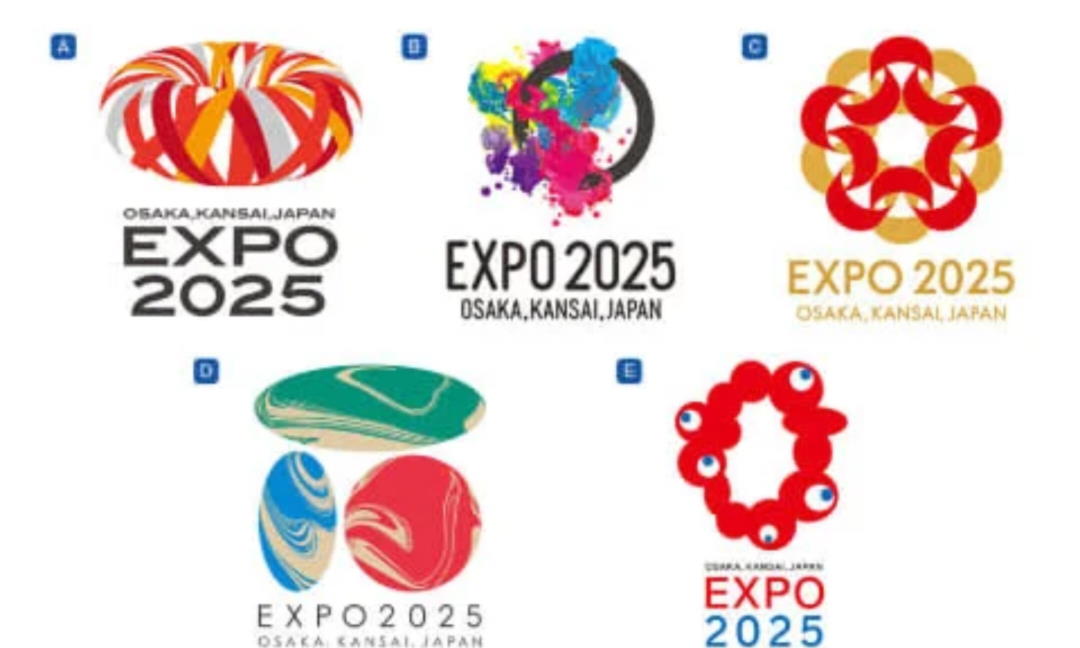 A
OSAKA,KANSAI,JAPAN
EXPO
2025
B
EXPO 2025
OSAKA,KANSAI,JAPAN
C
EXPO 2025
OSAKA, KANSAI, JAPAN
D
EXPO2025
OSAKA, KANSAI, JAPAN
E
OSAKA, KANSAI, JAPAN
EXPO
2025